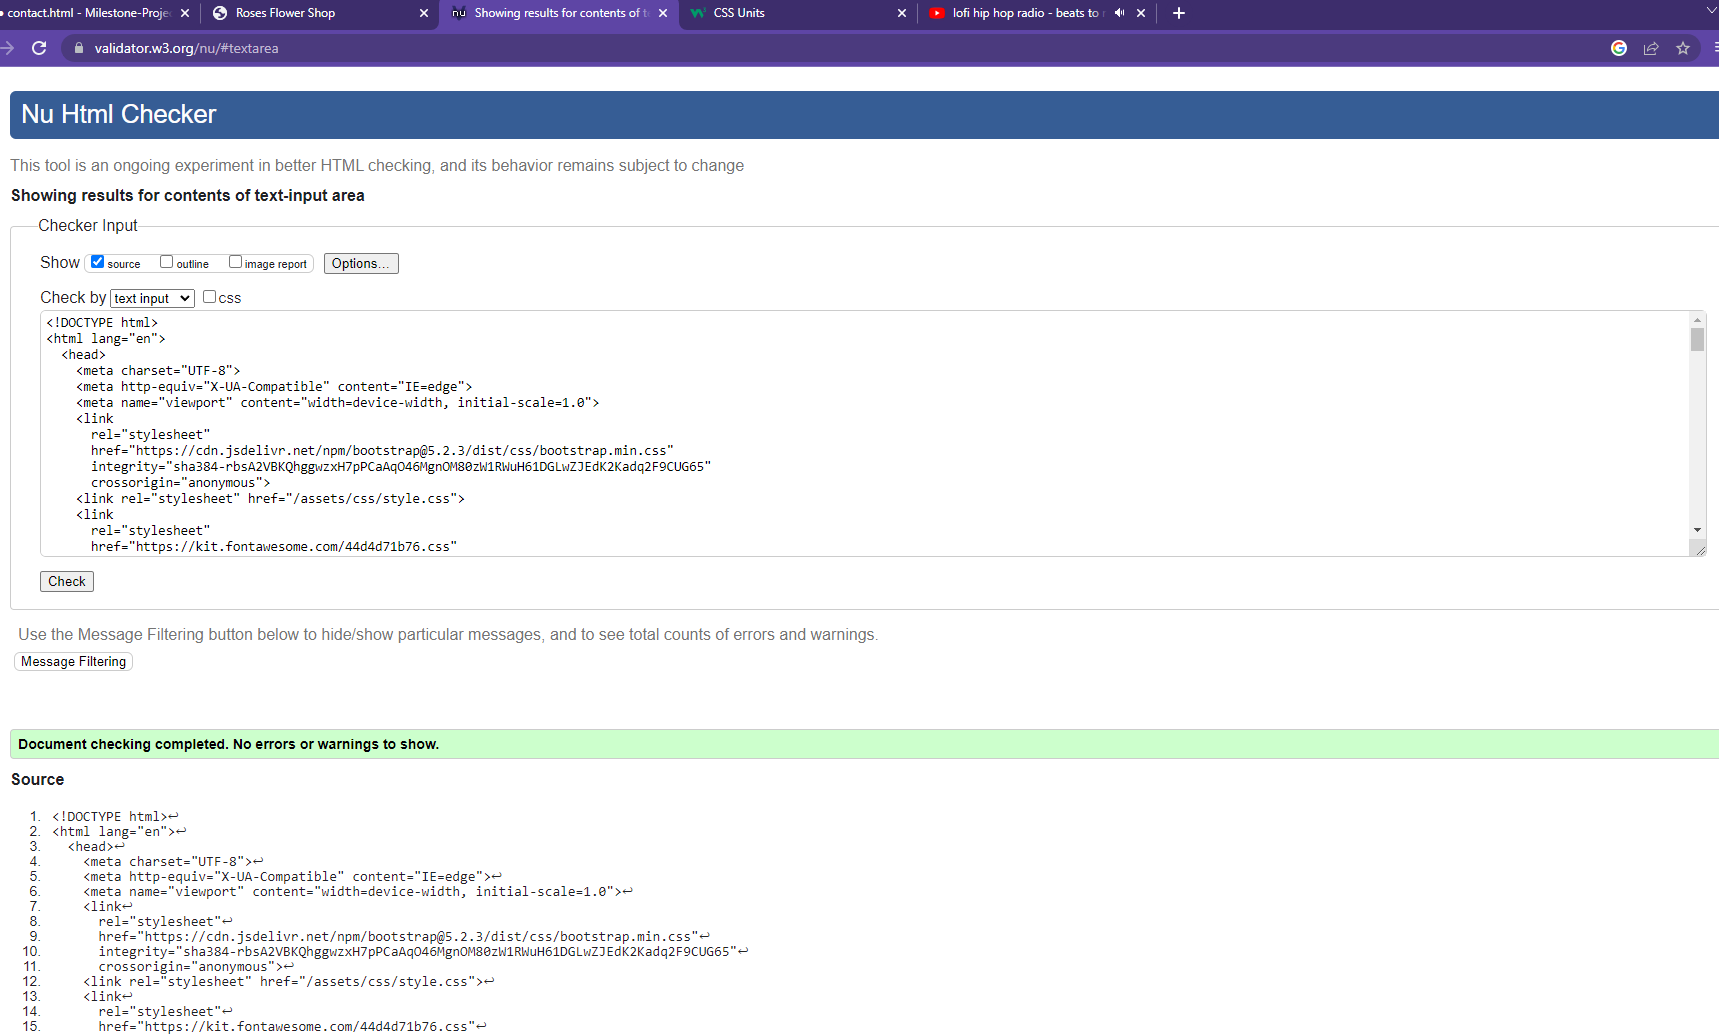 contact.html - Milestone-Proje
Roses Flower Shop
nu Showing results for contents of te
CSS Units
lofi hip hop radio - beats to r
validator.w3.org/nu/#textarea
Nu Html Checker
This tool is an ongoing experiment in better HTML checking, and its behavior remains subject to change
Showing results for contents of text-input area
Checker Input
Show source outline image report Options...
Check by text input css
<!DOCTYPE html>
<html lang="en">
<head>
<meta charset="UTF-8">
<meta http-equiv="X-UA-Compatible" content="IE=edge">
<meta name="viewport" content="width=device-width, initial-scale=1.0">
<link
rel="stylesheet"
href="https://cdn.jsdelivr.net/npm/bootstrap@5.2.3/dist/css/bootstrap.min.css"
integrity="sha384-rbsA2VBKQhggwzxH7pPCaAqO46MgnOM80zW1RWuH61DGLwZJEdK2Kadq2F9CUG65"
crossorigin="anonymous">
<link rel="stylesheet" href="/assets/css/style.css">
<link
rel="stylesheet"
href="https://kit.fontawesome.com/44d4d71b76.css"
Check
Use the Message Filtering button below to hide/show particular messages, and to see total counts of errors and warnings.
Message Filtering
Document checking completed. No errors or warnings to show.
Source
1. <!DOCTYPE html>↩
2. <html lang="en">↩
3. <head>↩
4. <meta charset="UTF-8">↩
5. <meta http-equiv="X-UA-Compatible" content="IE=edge">↩
6. <meta name="viewport" content="width=device-width, initial-scale=1.0">↩
7. <link↩
8. rel="stylesheet"↩
9. href="https://cdn.jsdelivr.net/npm/bootstrap@5.2.3/dist/css/bootstrap.min.css"↩
10. integrity="sha384-rbsA2VBKQhggwzxH7pPCaAqO46MgnOM80zW1RWuH61DGLwZJEdK2Kadq2F9CUG65"↩
11. crossorigin="anonymous">↩
12. <link rel="stylesheet" href="/assets/css/style.css">↩
13. <link↩
14. rel="stylesheet"↩
15. href="https://kit.fontawesome.com/44d4d71b76.css"↩